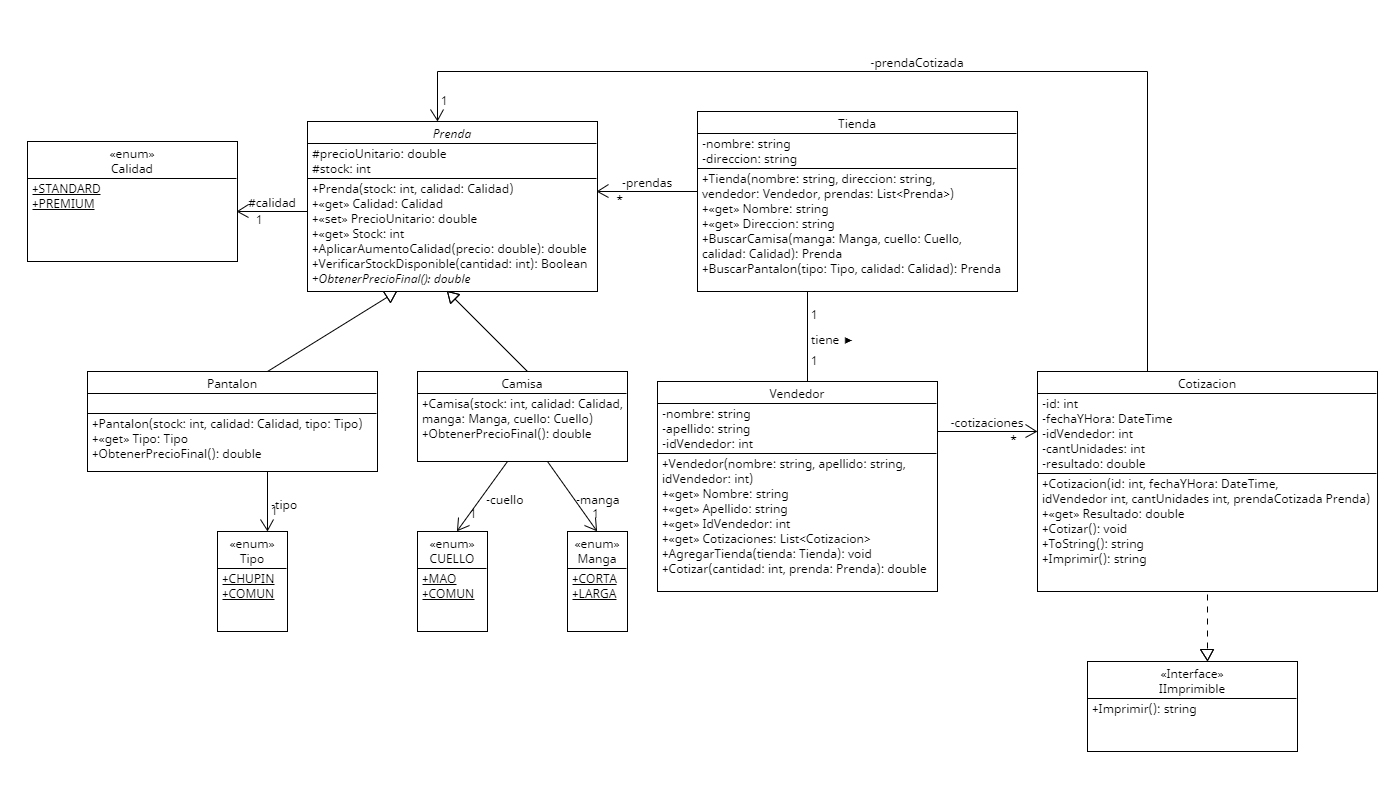 -prendaCotizada
1
«enum»
Calidad
+STANDARD
+PREMIUM
#calidad
1
Prenda
#precioUnitario: double
#stock: int
+Prenda(stock: int, calidad: Calidad)
+«get» Calidad: Calidad
+«set» PrecioUnitario: double
+«get» Stock: int
+AplicarAumentoCalidad(precio: double): double
+VerificarStockDisponible(cantidad: int): Boolean
+ObtenerPrecioFinal(): double
-prendas
*
Tienda
-nombre: string
-direccion: string
+Tienda(nombre: string, direccion: string,
vendedor: Vendedor, prendas: List<Prenda>)
+«get» Nombre: string
+«get» Direccion: string
+BuscarCamisa(manga: Manga, cuello: Cuello,
calidad: Calidad): Prenda
+BuscarPantalon(tipo: Tipo, calidad: Calidad): Prenda
1
tiene ►
1
Pantalon
+Pantalon(stock: int, calidad: Calidad, tipo: Tipo)
+«get» Tipo: Tipo
+ObtenerPrecioFinal(): double
Camisa
+Camisa(stock: int, calidad: Calidad,
manga: Manga, cuello: Cuello)
+ObtenerPrecioFinal(): double
Vendedor
-nombre: string
-apellido: string
-idVendedor: int
+Vendedor(nombre: string, apellido: string,
idVendedor: int)
+«get» Nombre: string
+«get» Apellido: string
+«get» IdVendedor: int
+«get» Cotizaciones: List<Cotizacion>
+AgregarTienda(tienda: Tienda): void
+Cotizar(cantidad: int, prenda: Prenda): double
-cotizaciones
*
Cotizacion
-id: int
-fechaYHora: DateTime
-idVendedor: int
-cantUnidades: int
-resultado: double
+Cotizacion(id: int, fechaYHora: DateTime,
idVendedor int, cantUnidades int, prendaCotizada Prenda)
+«get» Resultado: double
+Cotizar(): void
+ToString(): string
+Imprimir(): string
-tipo
1
-cuello
1
-manga
1
«enum»
Tipo
+CHUPIN
+COMUN
«enum»
CUELLO
+MAO
+COMUN
«enum»
Manga
+CORTA
+LARGA
«Interface»
IImprimible
+Imprimir(): string